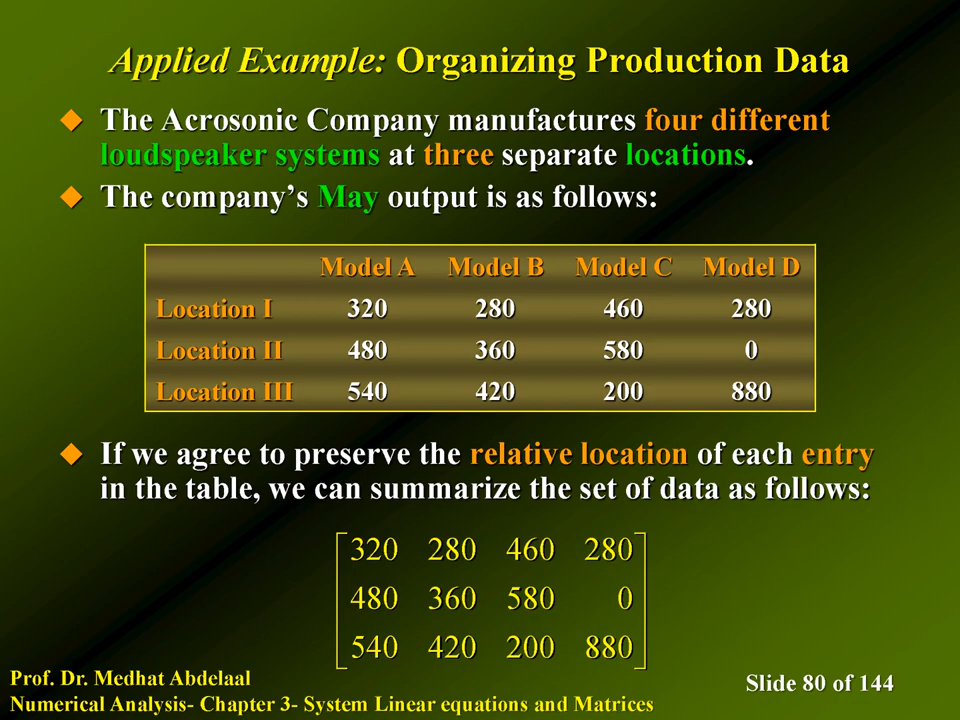 Applied Example: Organizing Production Data
The Acrosonic Company manufactures four different
loudspeaker systems at three separate locations.
The company’s May output is as follows:
Model A Model B Model C Model D
Location I 320 280 460 280
Location II 480 360 580 0
Location III 540 420 200 880
If we agree to preserve the relative location of each entry
in the table, we can summarize the set of data as follows:
320 280 460 280
480 360 580 0
540 420 200 880
Prof. Dr. Medhat Abdelaal
Numerical Analysis- Chapter 3- System Linear equations and Matrices
Slide 80 of 144